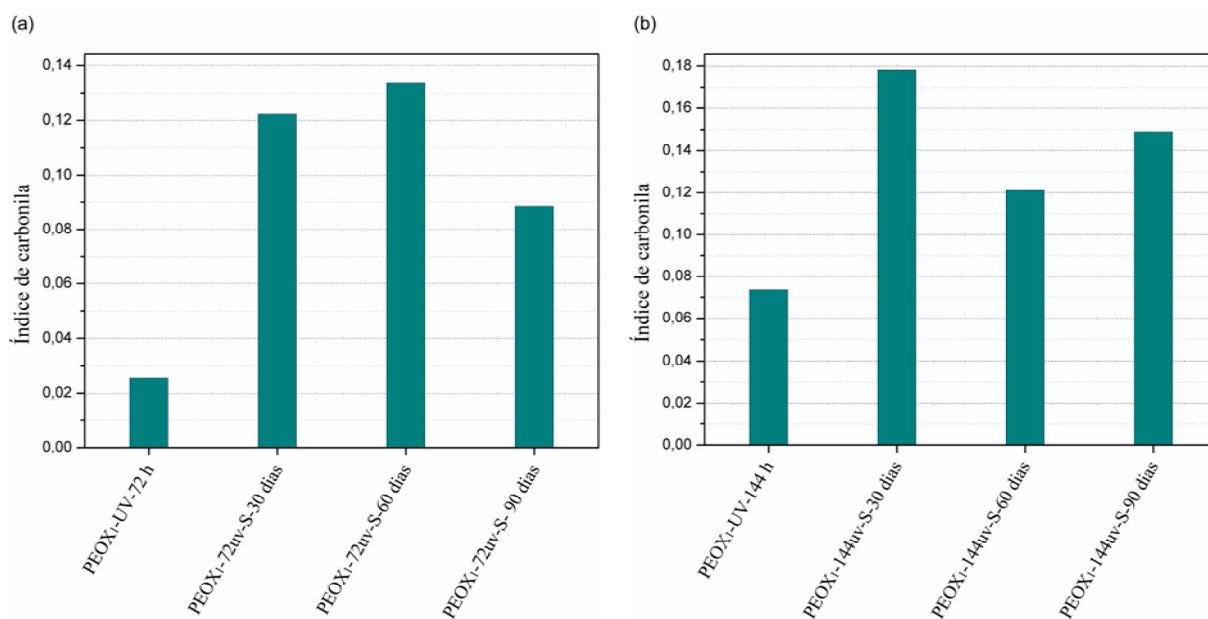 (a)
Índice de carbonila
0,14
0,12
0,10
0,08
0,06
0,04
0,02
0,00
PEOX₁-UV-72 h
PEOX₁-72uv-S-30 dias
PEOX₁-72uv-S-60 dias
PEOX₁-72uv-S- 90 dias
(b)
Índice de carbonila
0,18
0,16
0,14
0,12
0,10
0,08
0,06
0,04
0,02
0,00
PEOX₁-UV-144 h
PEOX₁-144uv-S-30 dias
PEOX₁-144uv-S-60 dias
PEOX₁-144uv-S-90 dias